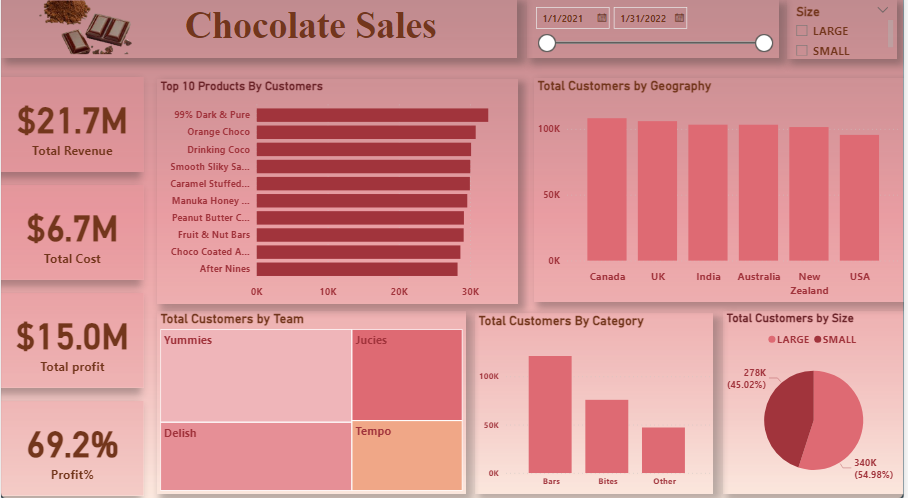 Chocolate Sales
1/1/2021
1/31/2022
Size
LARGE
SMALL
$21.7M
Total Revenue
$6.7M
Total Cost
$15.0M
Total profit
69.2%
Profit%
Top 10 Products By Customers
99% Dark & Pure
Orange Choco
Drinking Coco
Smooth Sliky Sa...
Caramel Stuffed...
Manuka Honey ...
Peanut Butter C...
Fruit & Nut Bars
Choco Coated A...
After Nines
0K 10K 20K 30K
Total Customers by Geography
100K
50K
0K
Canada UK India Australia New Zealand USA
Total Customers by Team
Yummies
Jucies
Delish
Tempo
Total Customers By Category
100K
50K
0K
Bars Bites Other
Total Customers by Size
LARGE SMALL
278K
(45.02%)
340K
(54.98%)